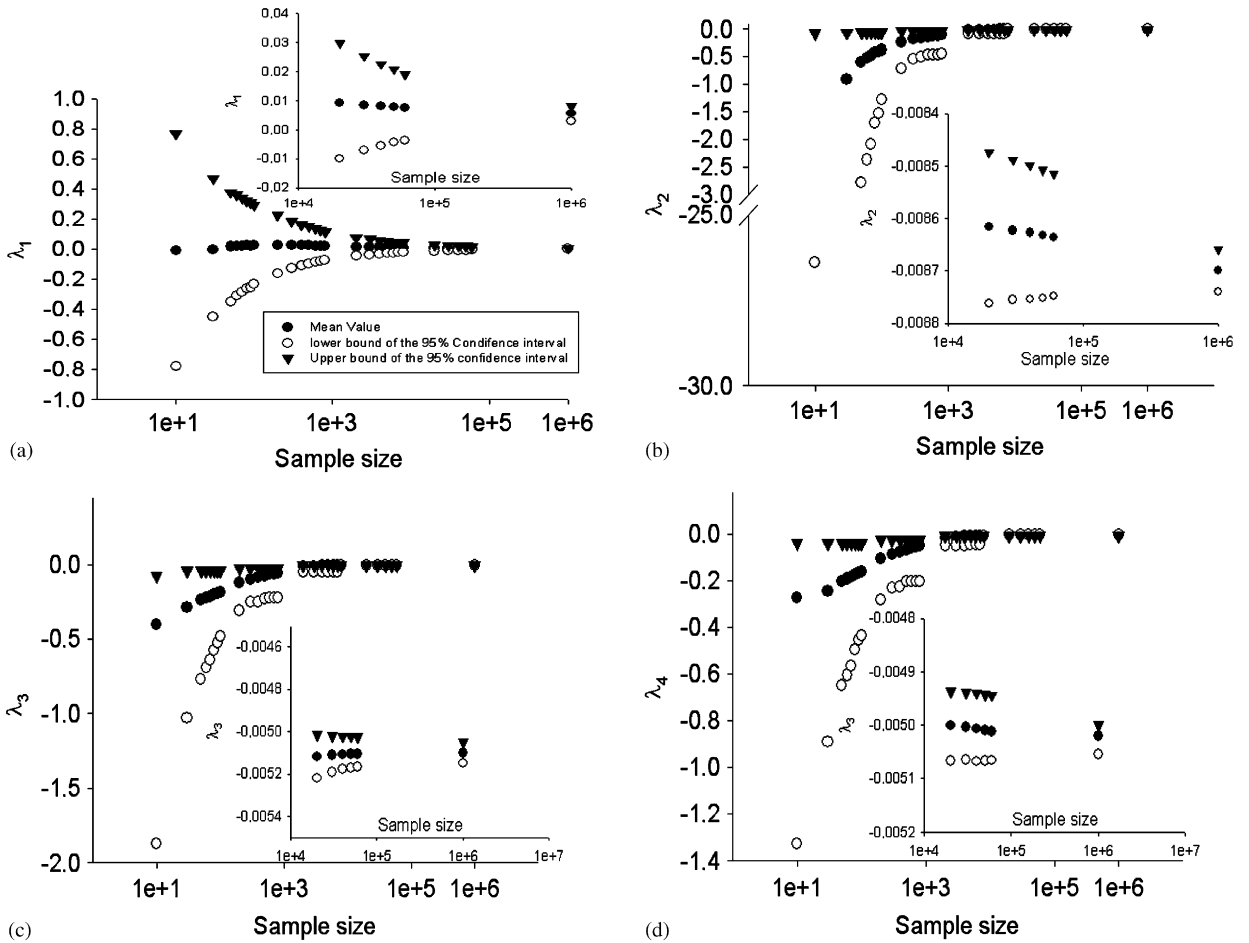 0.04
0.03
0.02
0.01
0.00
-0.01
-0.02
λ1
Sample size
1e+4
1e+5
1e+6
1.0
0.8
0.6
0.4
0.2
0.0
-0.2
-0.4
-0.6
-0.8
-1.0
λ1
Mean Value
lower bound of the 95% Condifence interval
Upper bound of the 95% confidence interval
1e+1
1e+3
1e+5
1e+6
Sample size
(a)
0.0
-0.5
-1.0
-1.5
-2.0
-2.5
-3.0
-25.0
-30.0
λ2
-0.0084
-0.0085
-0.0086
-0.0087
-0.0088
λ2
1e+4
1e+5
1e+6
Sample size
1e+1
1e+3
1e+5
1e+6
Sample size
(b)
0.0
-0.5
-1.0
-1.5
-2.0
λ3
-0.0046
-0.0048
-0.0050
-0.0052
-0.0054
λ3
Sample size
1e+4
1e+5
1e+6
1e+7
1e+1
1e+3
1e+5
1e+6
Sample size
(c)
0.0
-0.2
-0.4
-0.6
-0.8
-1.0
-1.2
-1.4
λ4
-0.0048
-0.0049
-0.0050
-0.0051
-0.0052
λ3
Sample size
1e+4
1e+5
1e+6
1e+7
1e+1
1e+3
1e+5
1e+6
Sample size
(d)